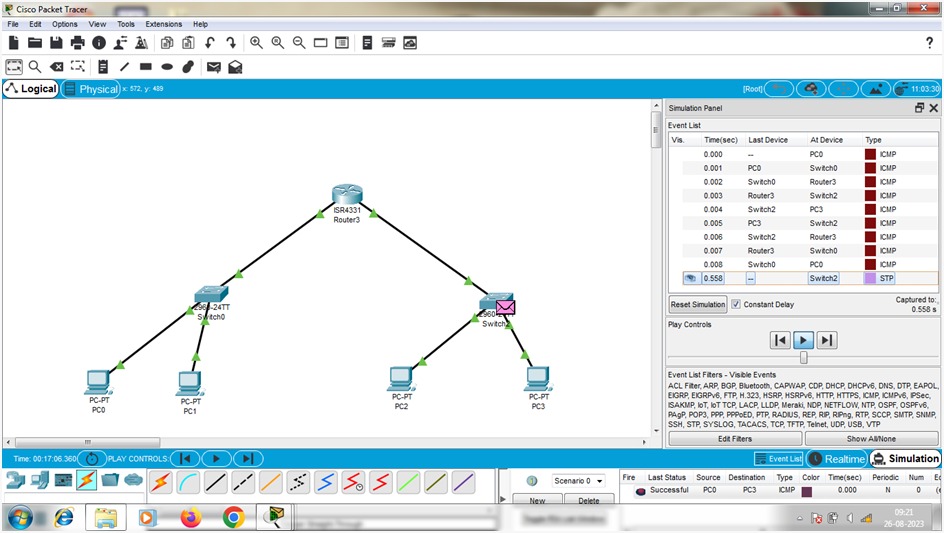 Cisco Packet Tracer
File Edit Options View Tools Extensions Help
?
Logical Physical x: 572, y: 489 [Root] 11:03:30
Simulation Panel
Event List
Vis. Time(sec) Last Device At Device Type
0.000 -- PC0 ICMP
0.001 PC0 Switch0 ICMP
0.002 Switch0 Router3 ICMP
0.003 Router3 Switch2 ICMP
0.004 Switch2 PC3 ICMP
0.005 PC3 Switch2 ICMP
0.006 Switch2 Router3 ICMP
0.007 Router3 Switch0 ICMP
0.008 Switch0 PC0 ICMP
0.558 -- Switch2 STP
Reset Simulation Constant Delay Captured to:
0.558 s
Play Controls
Event List Filters - Visible Events
ACL Filter, ARP, BGP, Bluetooth, CAPWAP, CDP, DHCP, DHCPv6, DNS, DTP, EAPOL,
EIGRP, EIGRPv6, FTP, H.323, HSRP, HSRPv6, HTTP, HTTPS, ICMP, ICMPv6, IPSec,
ISAKMP, IoT, IoT TCP, LACP, LLDP, Meraki, NDP, NETFLOW, NTP, OSPF, OSPFv6,
PAgP, POP3, PPP, PPPoED, PTP, RADIUS, REP, RIP, RIPng, RTP, SCCP, SMTP, SNMP,
SSH, STP, SYSLOG, TACACS, TCP, TFTP, Telnet, UDP, USB, VTP
Edit Filters Show All/None
ISR4331
Router3
2960-24TT
Switch0
2960-24TT
Switch2
PC-PT
PC0
PC-PT
PC1
PC-PT
PC2
PC-PT
PC3
Time: 00:17:06.360 PLAY CONTROLS: Event List Realtime Simulation
Scenario 0
New Delete
Fire Last Status Source Destination Type Color Time(sec) Periodic Num
Successful PC0 PC3 ICMP 0.000 N 0
09:21
26-08-2023